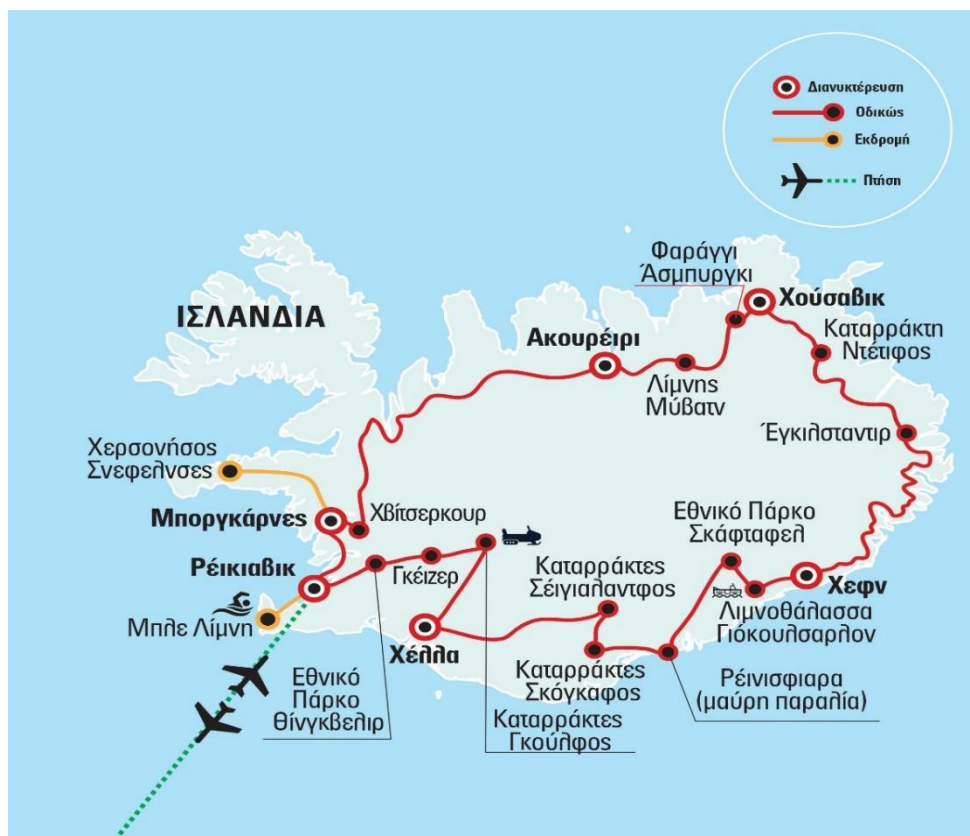 Διανυκτέρευση
Οδικώς
Εκδρομή
Πτήση
ΙΣΛΑΝΔΙΑ
Φαράγγι
Άσμπυργκι
Χούσαβικ
Καταρράκτη
Ντέτιφος
Ακουρέιρι
Λίμνης
Μύβατν
Έγκιλσταντιρ
Χερσονήσος
Σνεφελνσες
Μποργκάρνες
Χβίτσερκουρ
Ρέικιαβικ
Γκέιζερ
Μπλε Λίμνη
Εθνικό Πάρκο
Σκάφταφελ
Καταρράκτες
Σέιγιαλαντφος
Χεφν
Λιμνοθάλασσα
Γιόκουλσαρλον
Χέλλα
Εθνικό
Πάρκο
Θίνγκβελιρ
Καταρράκτες
Σκόγκαφος
Καταρράκτες
Γκούλφος
Ρέινισφιαρα
(μαύρη παραλία)